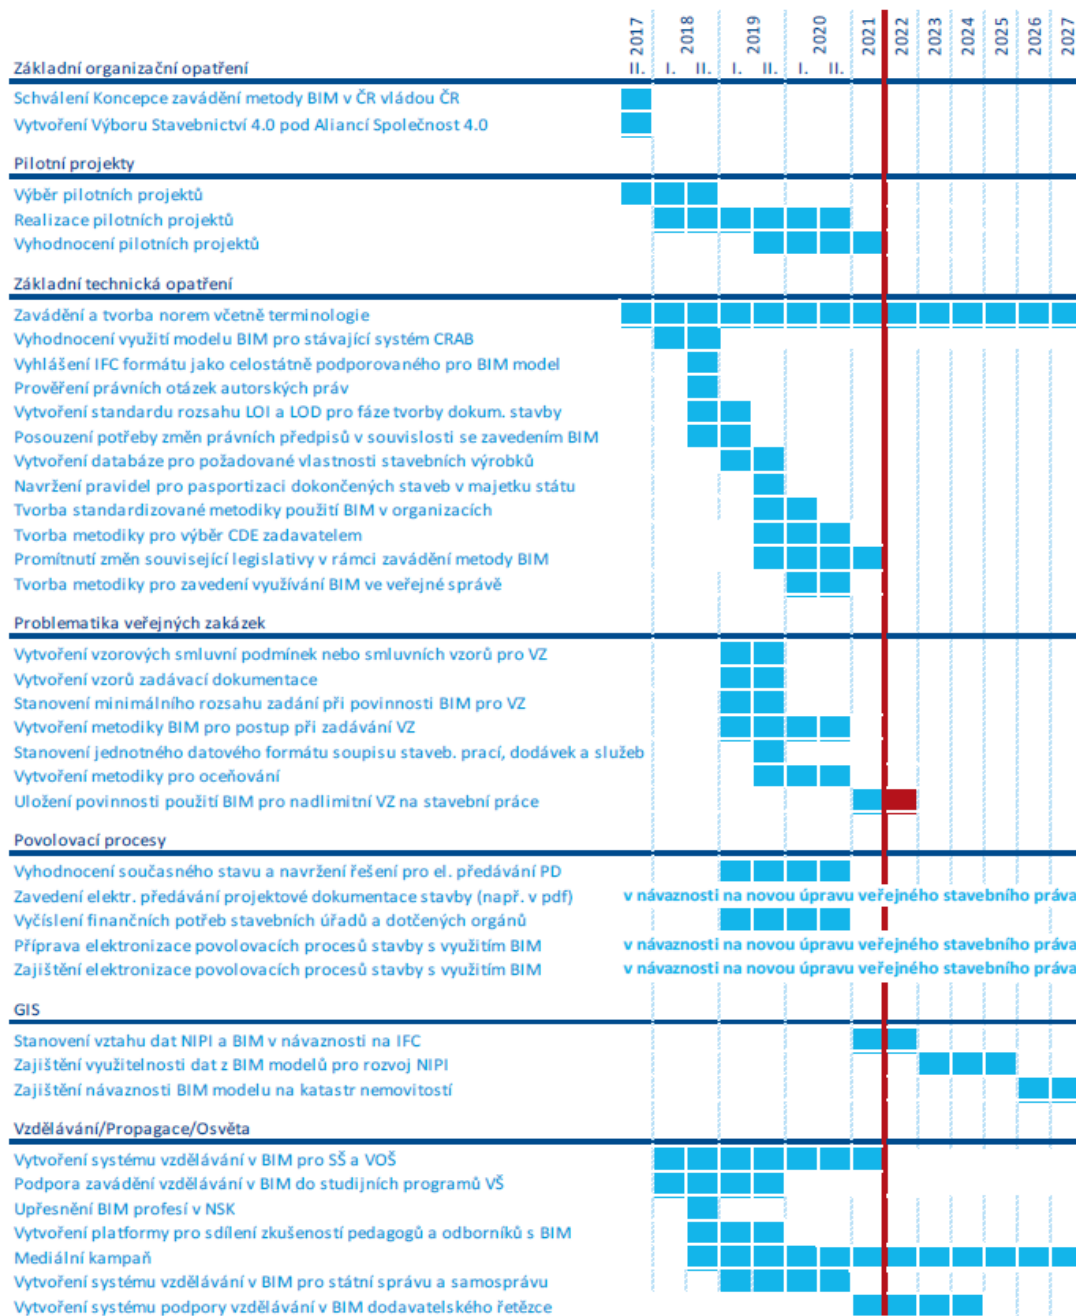 2017 2018 2019 2020 2021 2022 2023 2024 2025 2026 2027
Základní organizační opatření II. I. II. I. II. I. II.
Schválení Koncepce zavádění metody BIM v ČR vládou ČR
Vytvoření Výboru Stavebnictví 4.0 pod Aliancí Společnost 4.0
Pilotní projekty
Výběr pilotních projektů
Realizace pilotních projektů
Vyhodnocení pilotních projektů
Základní technická opatření
Zavádění a tvorba norem včetně terminologie
Vyhodnocení využití modelu BIM pro stávající systém CRAB
Vyhlášení IFC formátu jako celostátně podporovaného pro BIM model
Prověření právních otázek autorských práv
Vytvoření standardu rozsahu LOI a LOD pro fáze tvorby dokum. stavby
Posouzení potřeby změn právních předpisů v souvislosti se zavedením BIM
Vytvoření databáze pro požadované vlastnosti stavebních výrobků
Navržení pravidel pro pasportizaci dokončených staveb v majetku státu
Tvorba standardizované metodiky použití BIM v organizacích
Tvorba metodiky pro výběr CDE zadavatelem
Promítnutí změn související legislativy v rámci zavádění metody BIM
Tvorba metodiky pro zavedení využívání BIM ve veřejné správě
Problematika veřejných zakázek
Vytvoření vzorových smluvní podmínek nebo smluvních vzorů pro VZ
Vytvoření vzorů zadávací dokumentace
Stanovení minimálního rozsahu zadání při povinnosti BIM pro VZ
Vytvoření metodiky BIM pro postup při zadávání VZ
Stanovení jednotného datového formátu soupisu staveb. prací, dodávek a služeb
Vytvoření metodiky pro oceňování
Uložení povinnosti použití BIM pro nadlimitní VZ na stavební práce
Povolovací procesy
Vyhodnocení současného stavu a navržení řešení pro el. předávání PD
Zavedení elektr. předávání projektové dokumentace stavby (např. v pdf) v návaznosti na novou úpravu veřejného stavebního práva
Vyčíslení finančních potřeb stavebních úřadů a dotčených orgánů
Příprava elektronizace povolovacích procesů stavby s využitím BIM v návaznosti na novou úpravu veřejného stavebního práva
Zajištění elektronizace povolovacích procesů stavby s využitím BIM v návaznosti na novou úpravu veřejného stavebního práva
GIS
Stanovení vztahu dat NIPI a BIM v návaznosti na IFC
Zajištění využitelnosti dat z BIM modelů pro rozvoj NIPI
Zajištění návaznosti BIM modelu na katastr nemovitostí
Vzdělávání/Propagace/Osvěta
Vytvoření systému vzdělávání v BIM pro SŠ a VOŠ
Podpora zavádění vzdělávání v BIM do studijních programů VŠ
Upřesnění BIM profesí v NSK
Vytvoření platformy pro sdílení zkušeností pedagogů a odborníků s BIM
Mediální kampaň
Vytvoření systému vzdělávání v BIM pro státní správu a samosprávu
Vytvoření systému podpory vzdělávání v BIM dodavatelského řetězce